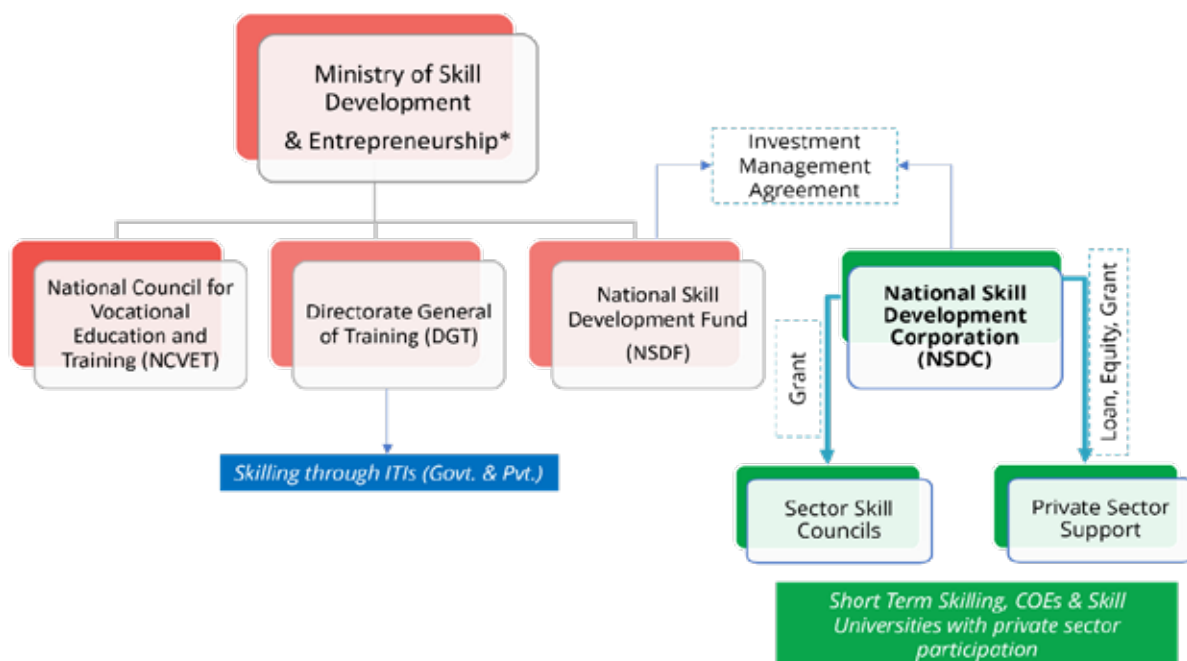 Ministry of Skill
Development
& Entrepreneurship*
Investment
Management
Agreement
National Council for
Vocational
Education and
Training (NCVET)
Directorate General
of Training (DGT)
National Skill
Development Fund
(NSDF)
National Skill
Development
Corporation
(NSDC)
Grant
Loan, Equity, Grant
Skilling through ITIs (Govt. & Pvt.)
Sector Skill
Councils
Private Sector
Support
Short Term Skilling, COEs & Skill
Universities with private sector
participation